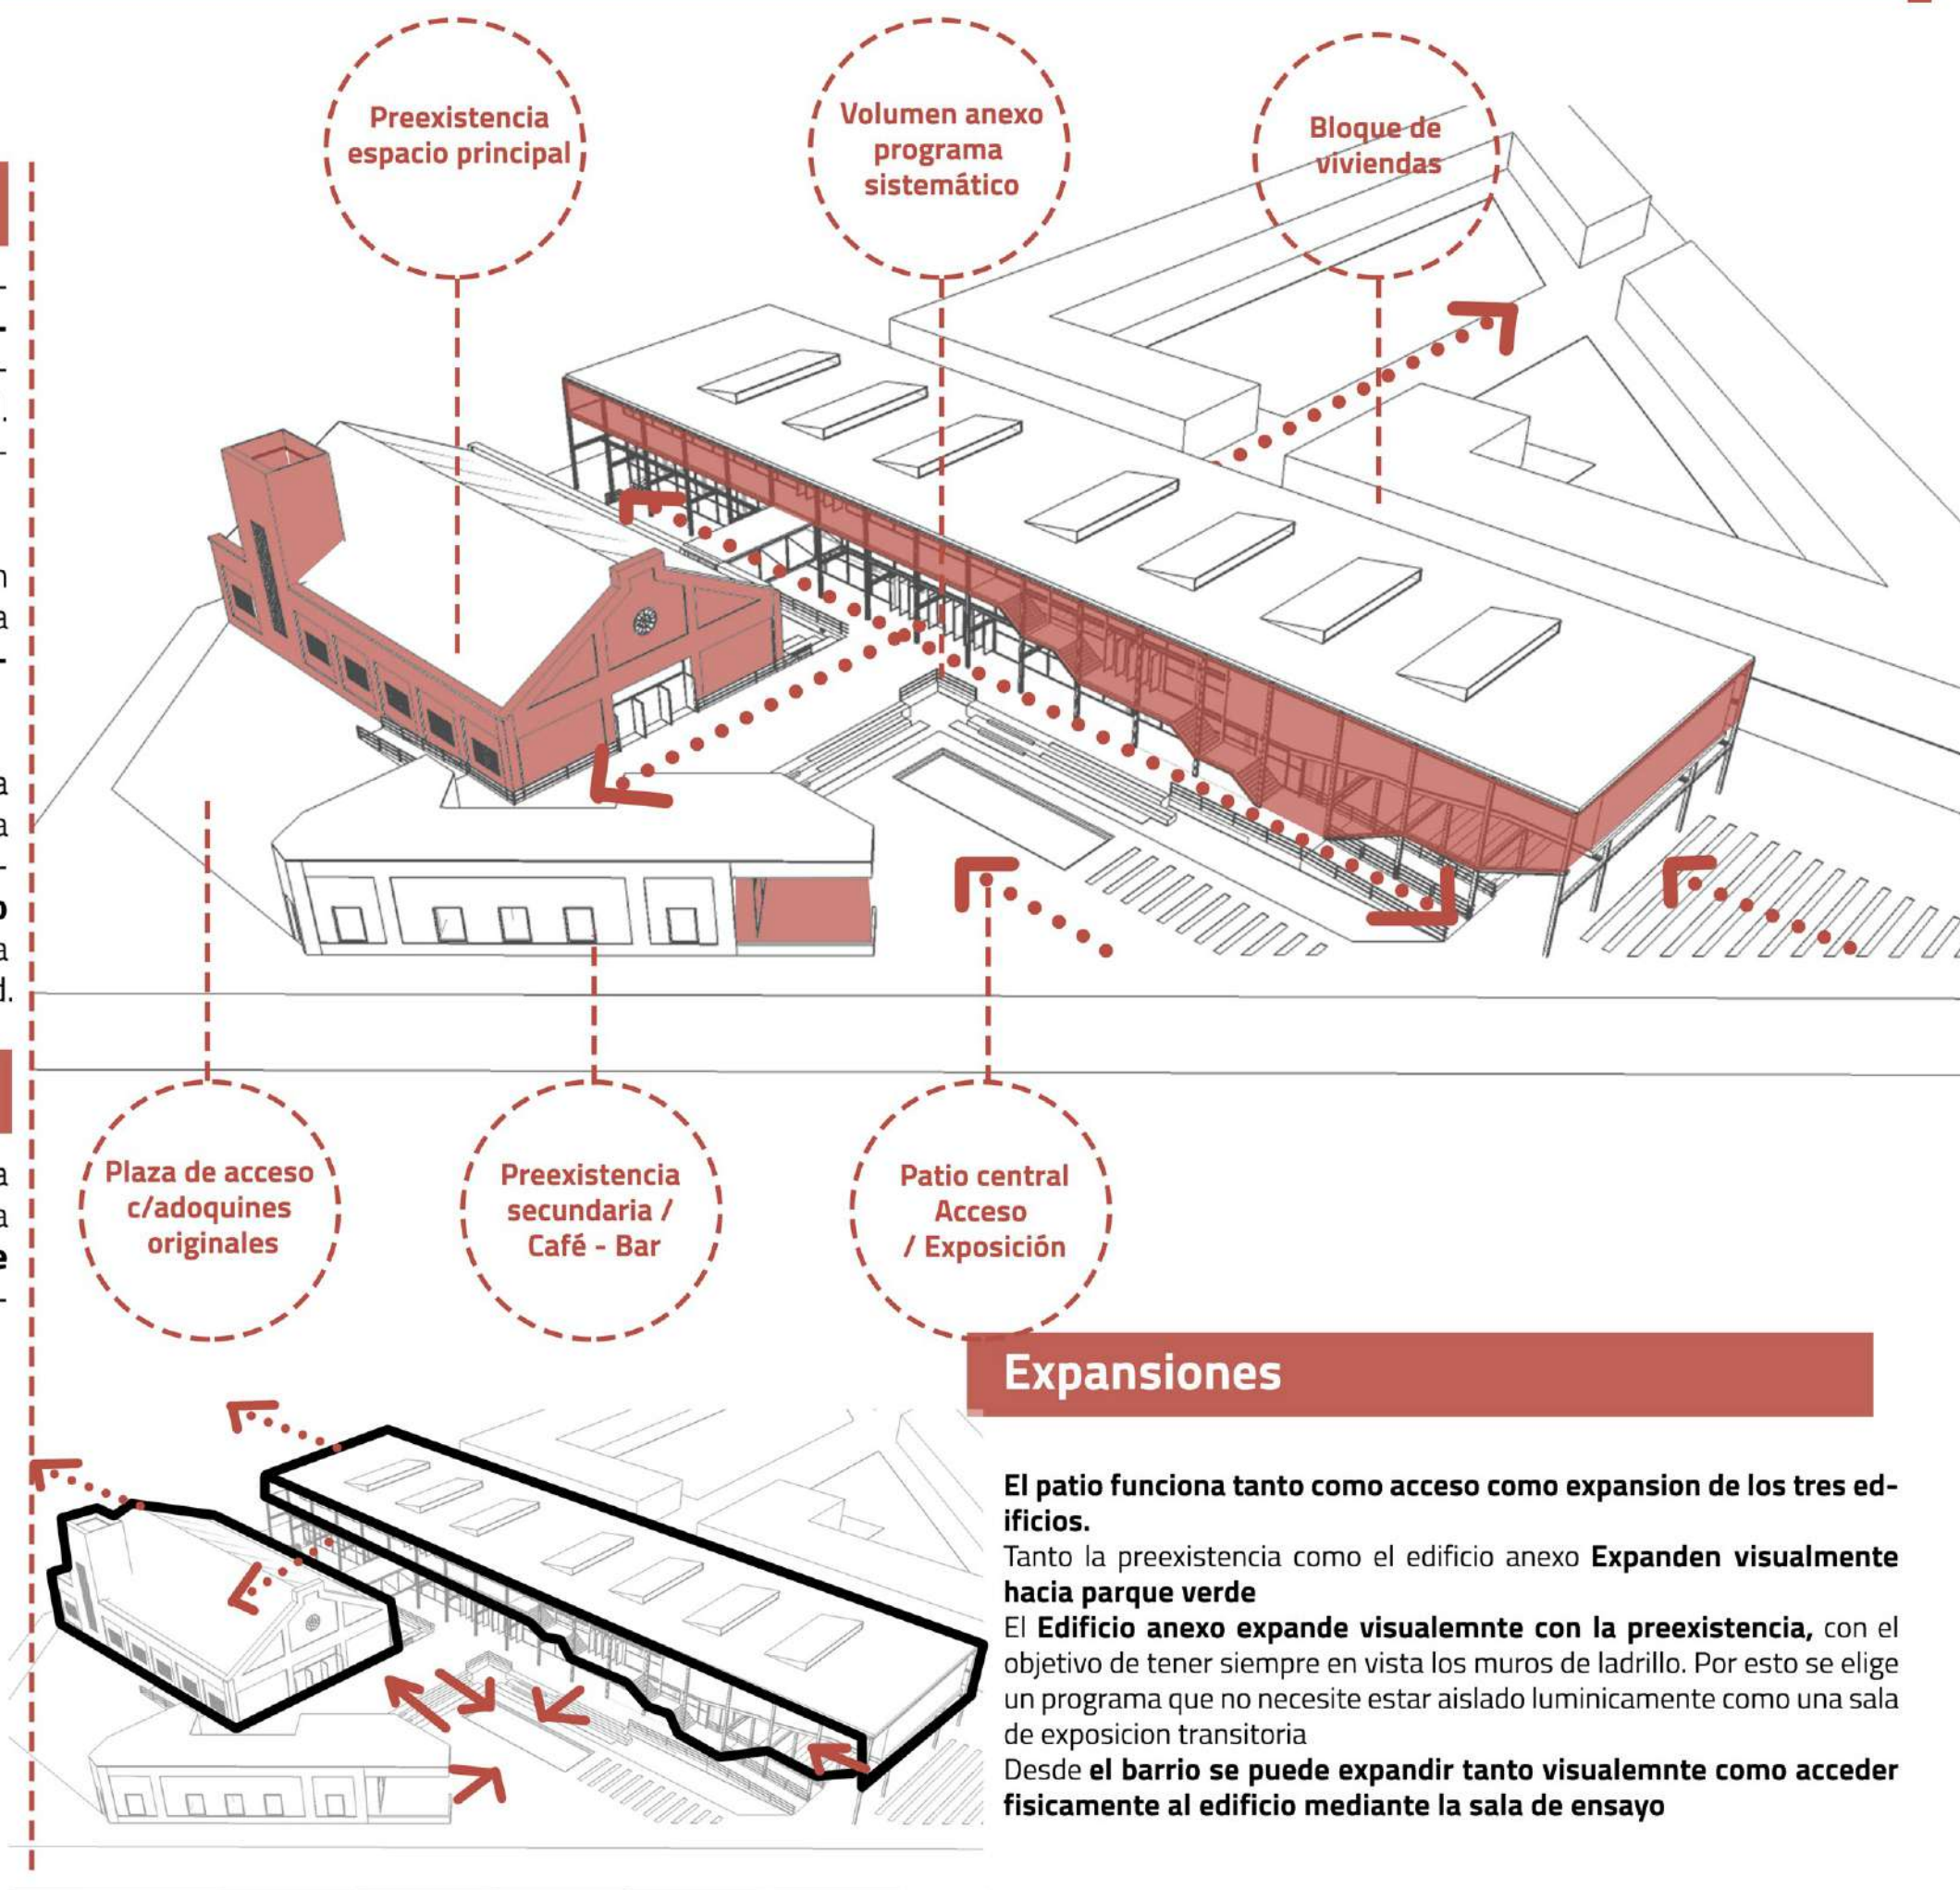 Preexistencia
espacio principal
Volumen anexo
programa
sistemático
Bloque de
viviendas
Plaza de acceso
c/adoquines
originales
Preexistencia
secundaria /
Café - Bar
Patio central
Acceso
/ Exposición
Expansiones
El patio funciona tanto como acceso como expansion de los tres ed-
ificios.
Tanto la preexistencia como el edificio anexo Expanden visualmente
hacia parque verde
El Edificio anexo expande visualemnte con la preexistencia, con el
objetivo de tener siempre en vista los muros de ladrillo. Por esto se elige
un programa que no necesite estar aislado luminicamente como una sala
de exposicion transitoria
Desde el barrio se puede expandir tanto visualemnte como acceder
fisicamente al edificio mediante la sala de ensayo